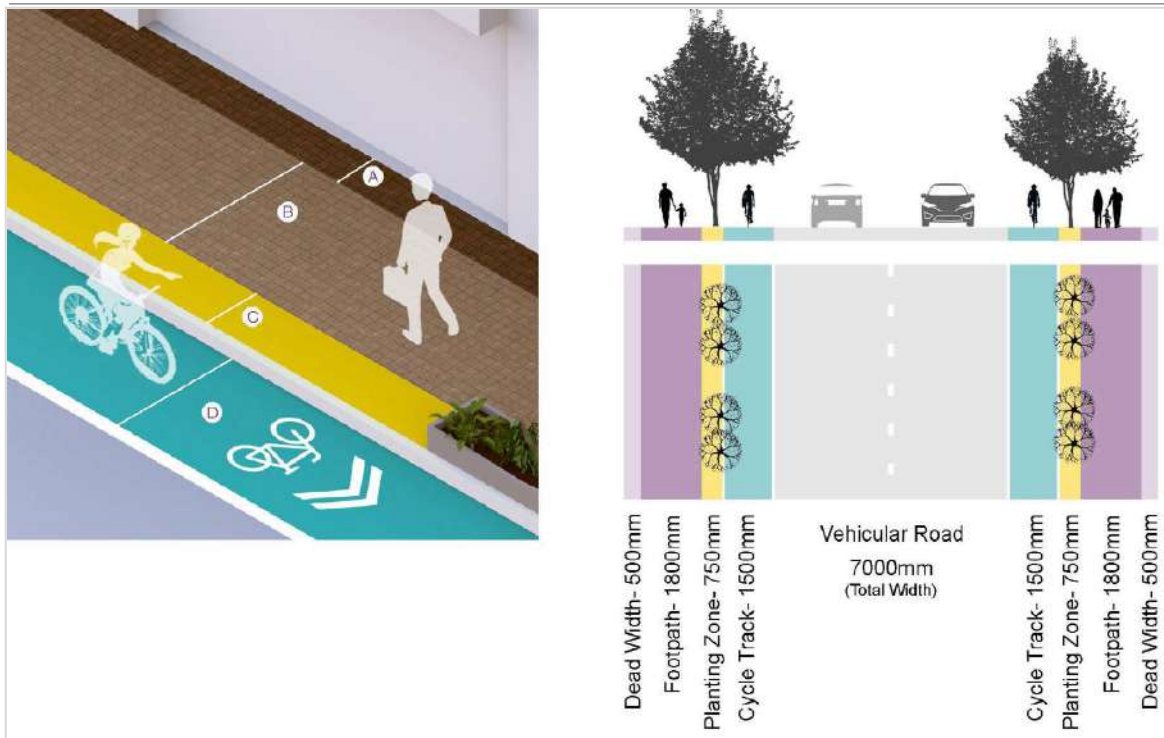 A
B
C
D
Dead Width- 500mm
Footpath- 1800mm
Planting Zone- 750mm
Cycle Track- 1500mm
Vehicular Road
7000mm
(Total Width)
Cycle Track- 1500mm
Planting Zone- 750mm
Footpath- 1800mm
Dead Width- 500mm